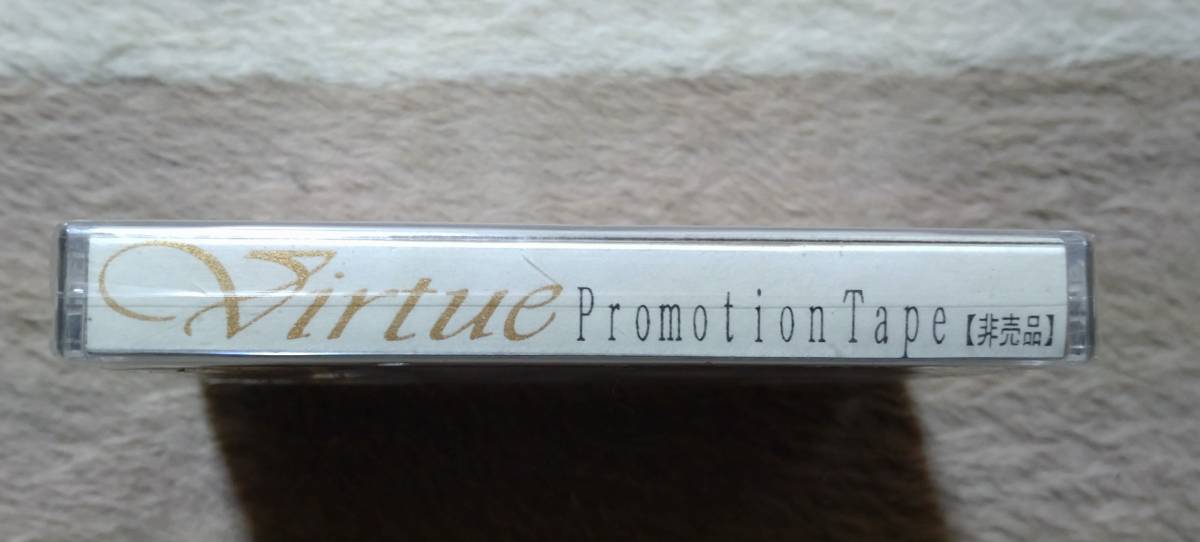 Virtue Promotion Tape【非売品】